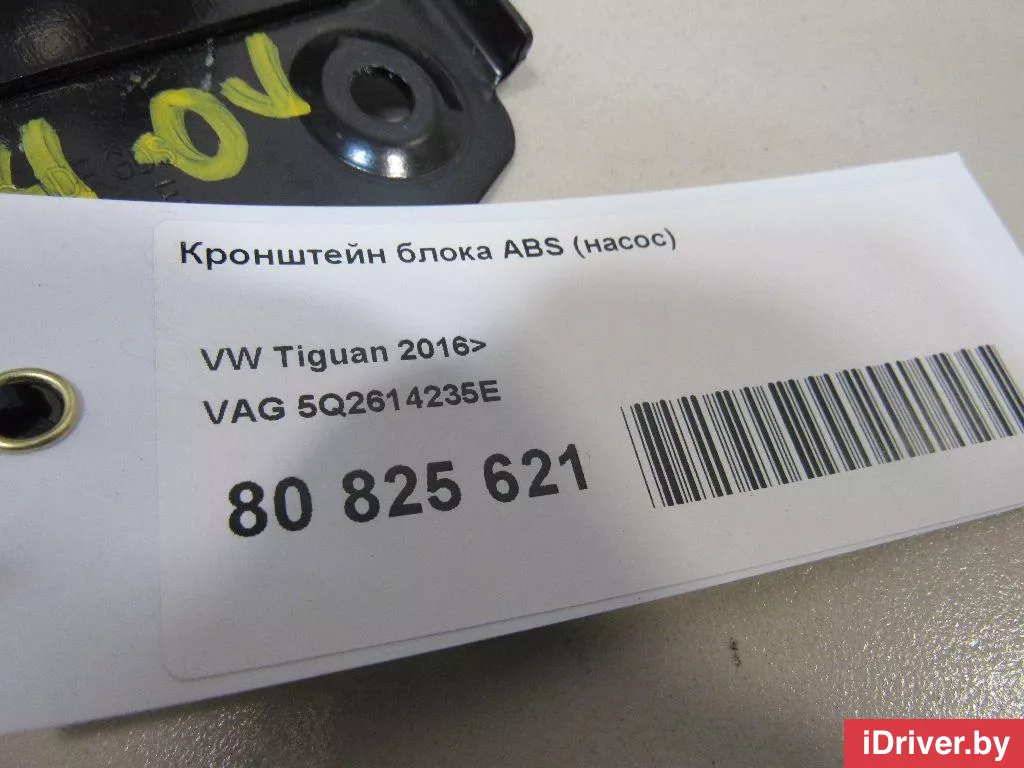 Кронштейн блока ABS (насос)
VW Tiguan 2016>
VAG 5Q2614235E
80 825 621
iDriver.by